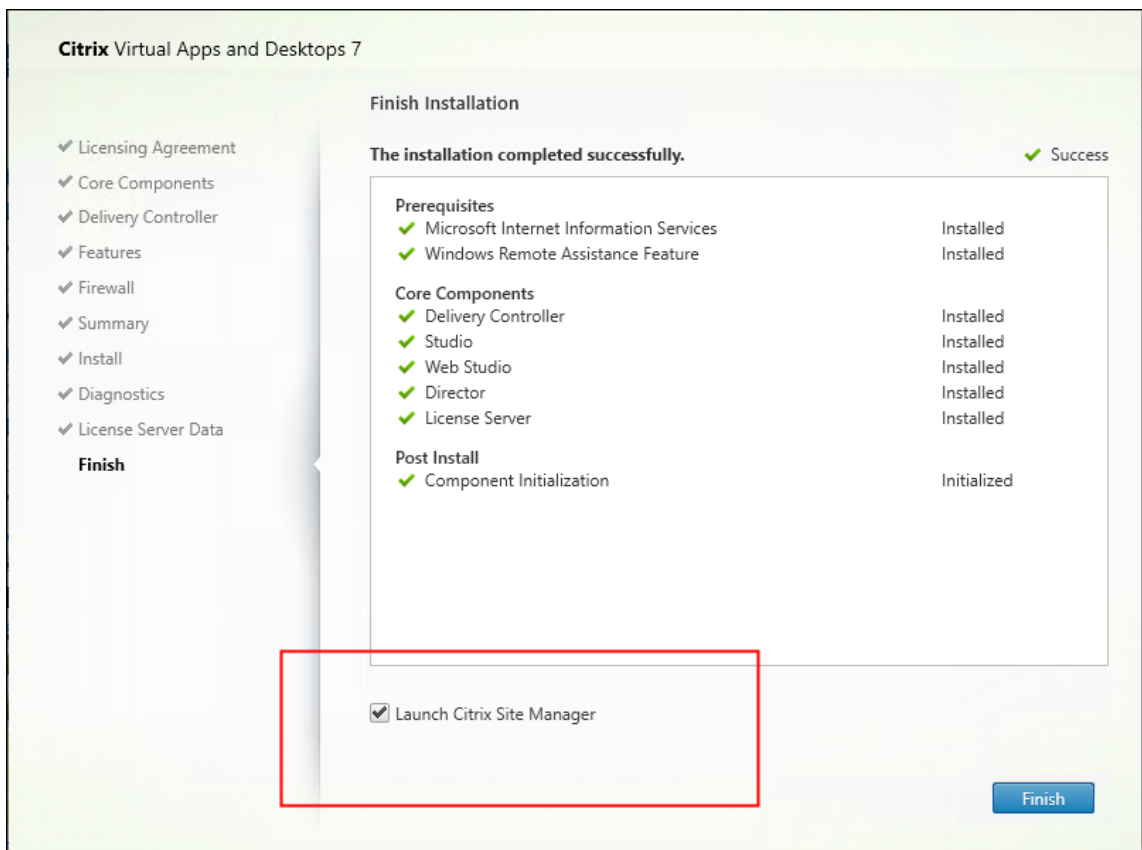 Citrix Virtual Apps and Desktops 7
Licensing Agreement
Core Components
Delivery Controller
Features
Firewall
Summary
Install
Diagnostics
License Server Data
Finish
Finish Installation
The installation completed successfully. Success
Prerequisites
Microsoft Internet Information Services Installed
Windows Remote Assistance Feature Installed
Core Components
Delivery Controller Installed
Studio Installed
Web Studio Installed
Director Installed
License Server Installed
Post Install
Component Initialization Initialized
Launch Citrix Site Manager
Finish